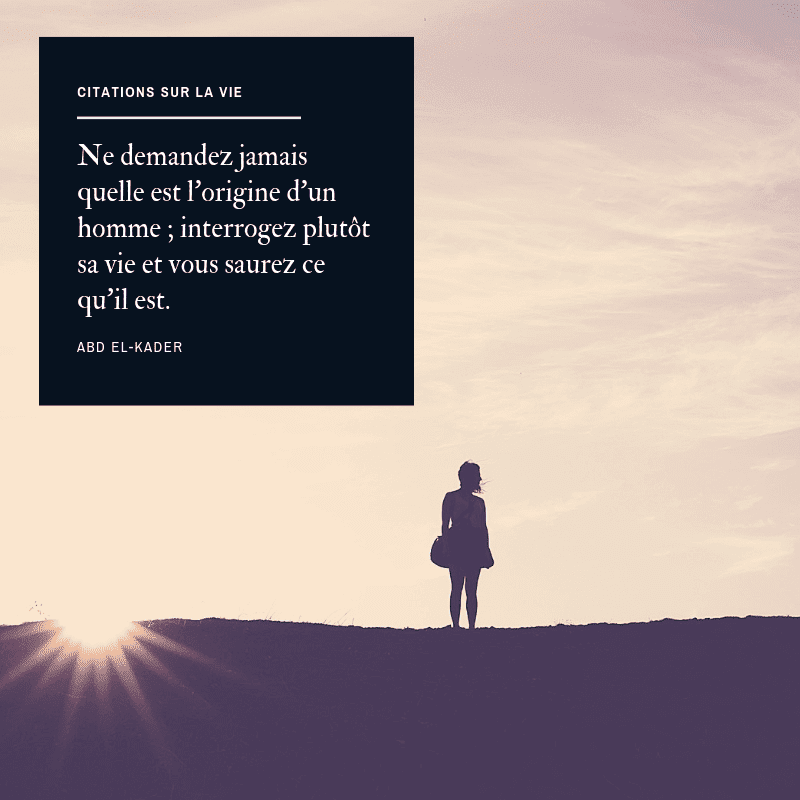 CITATIONS SUR LA VIE
Ne demandez jamais
quelle est l’origine d’un
homme ; interrogez plutôt
sa vie et vous saurez ce
qu’il est.
ABD EL-KADER